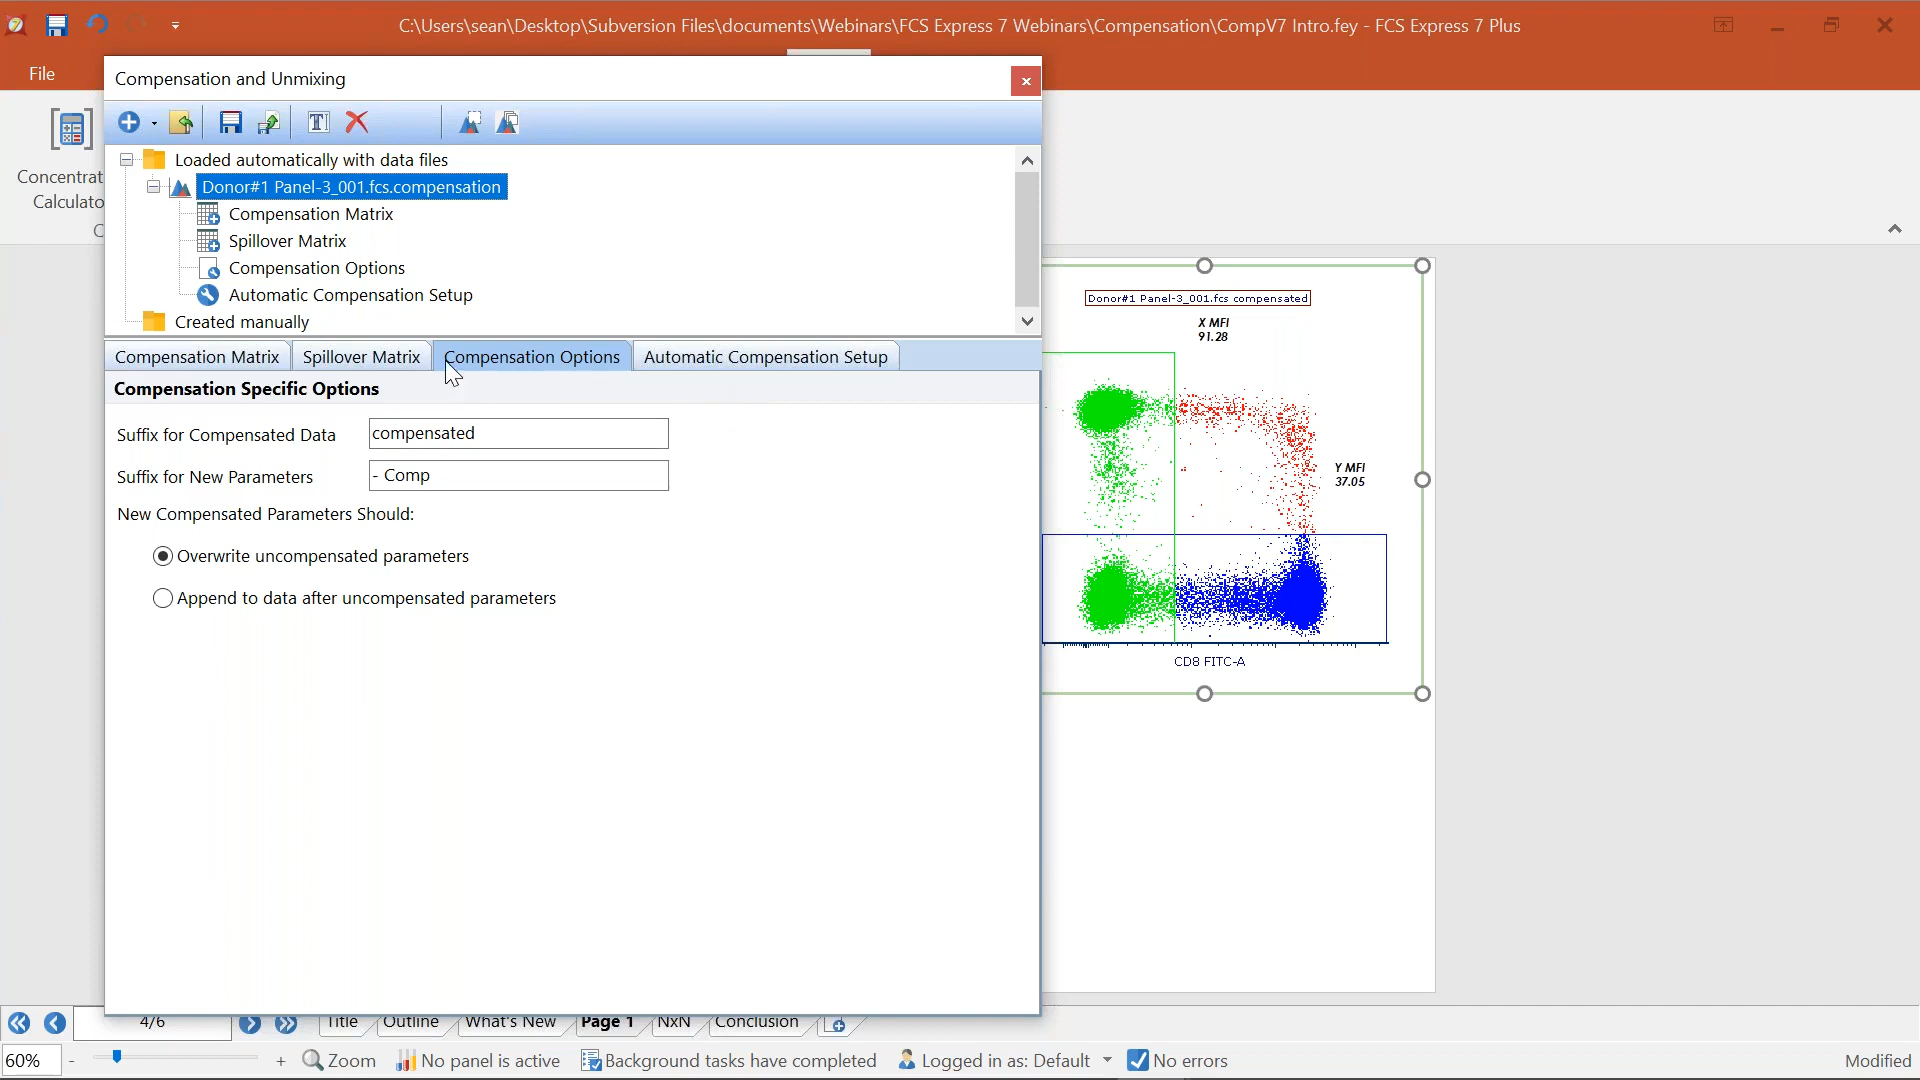 C:\Users\sean\Desktop\Subversion Files\documents\Webinars\FCS Express 7 Webinars\Compensation\CompV7 Intro.fey - FCS Express 7 Plus
File
Compensation and Unmixing
Concentrat
Calculato
Loaded automatically with data files
Donor#1 Panel-3_001.fcs.compensation
Compensation Matrix
Spillover Matrix
Compensation Options
Automatic Compensation Setup
Created manually
Compensation Matrix Spillover Matrix Compensation Options Automatic Compensation Setup
Compensation Specific Options
Suffix for Compensated Data compensated
Suffix for New Parameters - Comp
New Compensated Parameters Should:
Overwrite uncompensated parameters
Append to data after uncompensated parameters
Donor#1 Panel-3_001.fcs compensated
X MFI
91.28
Y MFI
37.05
CD8 FITC-A
4/6 Title Outline What's New Page 1 NxN Conclusion
60% - + Zoom No panel is active Background tasks have completed Logged in as: Default No errors Modified